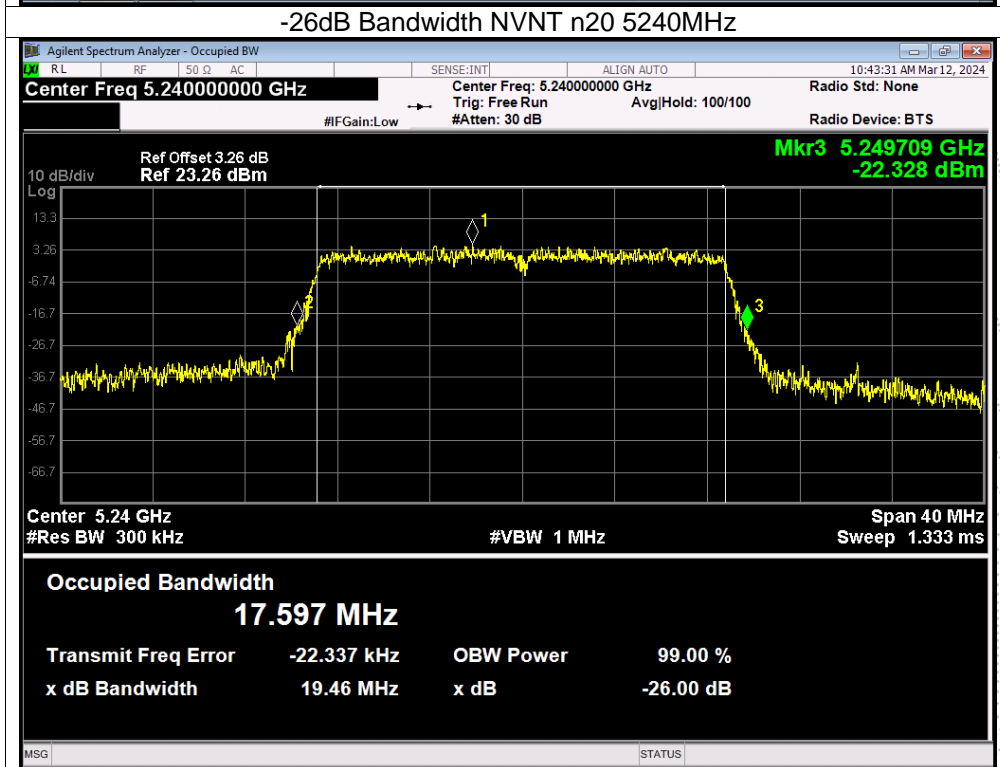 -26dB Bandwidth NVNT n20 5240MHz
Agilent Spectrum Analyzer - Occupied BW
LXI RL RF 50 Ω AC SENSE:INT ALIGN AUTO 10:43:31 AM Mar 12, 2024
Center Freq 5.240000000 GHz Center Freq: 5.240000000 GHz Radio Std: None
Trig: Free Run Avg|Hold: 100/100
#IFGain:Low #Atten: 30 dB Radio Device: BTS
Mkr3 5.249709 GHz
-22.328 dBm
Ref Offset 3.26 dB
10 dB/div Ref 23.26 dBm
Log
13.3
1
3.26
-6.74
2
3
-16.7
-26.7
-36.7
-46.7
-56.7
-66.7
Center 5.24 GHz Span 40 MHz
#Res BW 300 kHz #VBW 1 MHz Sweep 1.333 ms
Occupied Bandwidth
17.597 MHz
Transmit Freq Error -22.337 kHz OBW Power 99.00 %
x dB Bandwidth 19.46 MHz x dB -26.00 dB
MSG STATUS